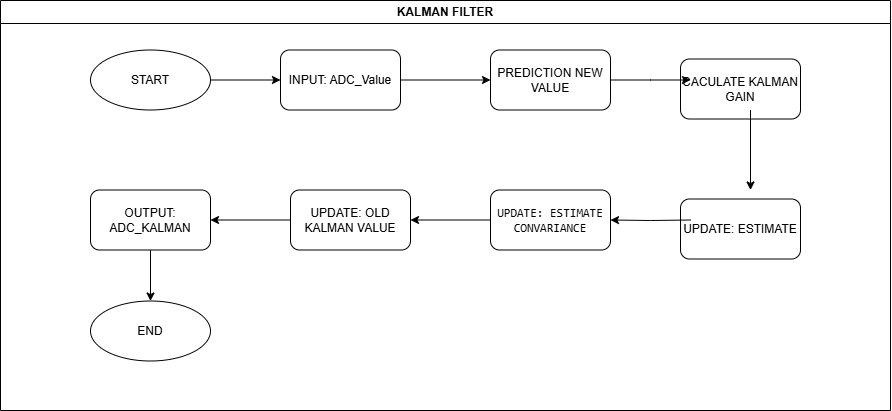 KALMAN FILTER
START
INPUT: ADC_Value
PREDICTION NEW
VALUE
CACULATE KALMAN
GAIN
OUTPUT:
ADC_KALMAN
UPDATE: OLD
KALMAN VALUE
UPDATE: ESTIMATE
CONVARIANCE
UPDATE: ESTIMATE
END